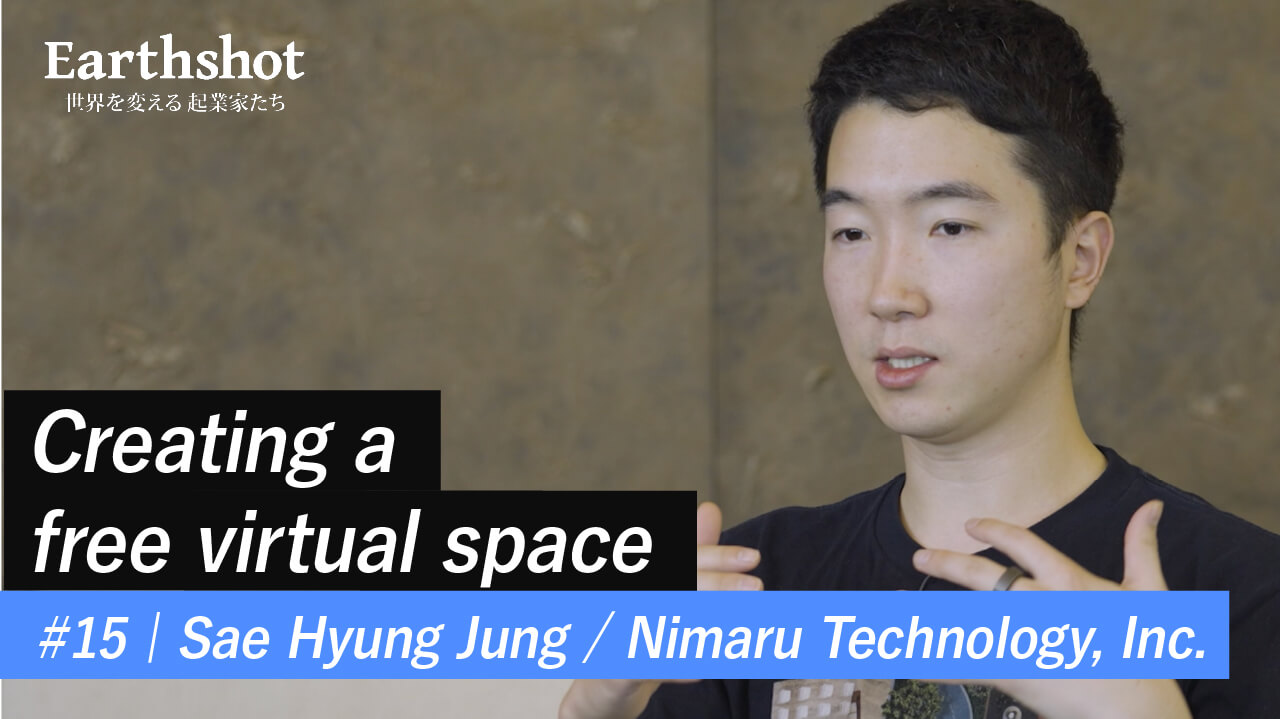 Earthshot
世界を変える 起業家たち
Creating a
free virtual space
#15 | Sae Hyung Jung / Nimaru Technology, Inc.